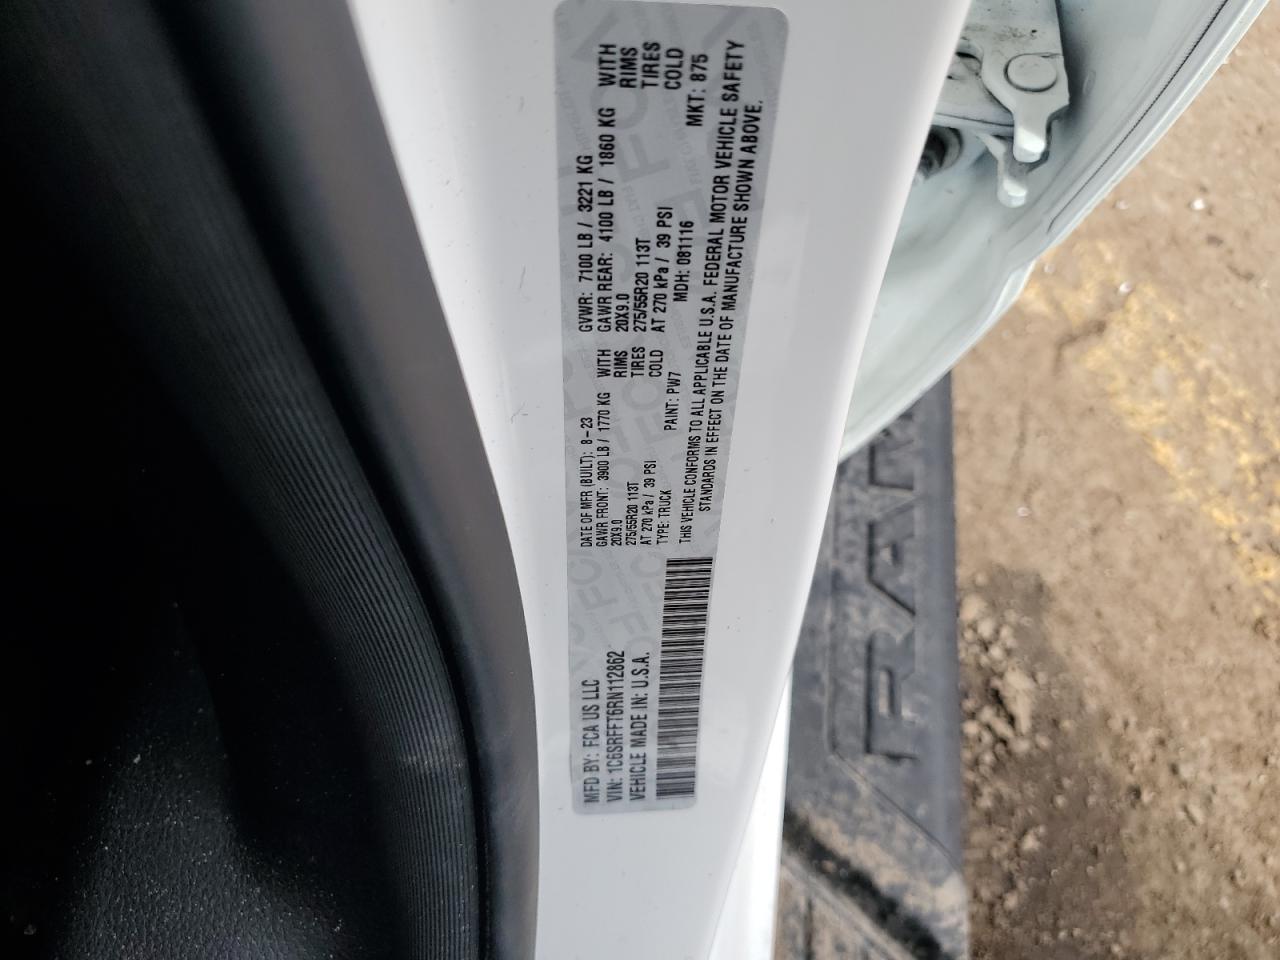 MFD BY: FCA US LLC
VIN: 1C6SRFFT6RN112862
VEHICLE MADE IN: U.S.A.
DATE OF MFR (BUILT): 8-23 GVWR: 7100 LB / 3221 KG
GAWR FRONT: 3900 LB / 1770 KG WITH GAWR REAR: 4100 LB / 1860 KG WITH
20X9.0 RIMS 20X9.0 RIMS
275/55R20 113T TIRES 275/55R20 113T TIRES
AT 270 kPa / 39 PSI COLD AT 270 kPa / 39 PSI COLD
TYPE: TRUCK PAINT: PW7 MDH: 081116 MKT: 875
THIS VEHICLE CONFORMS TO ALL APPLICABLE U.S.A. FEDERAL MOTOR VEHICLE SAFETY
STANDARDS IN EFFECT ON THE DATE OF MANUFACTURE SHOWN ABOVE.
RAM